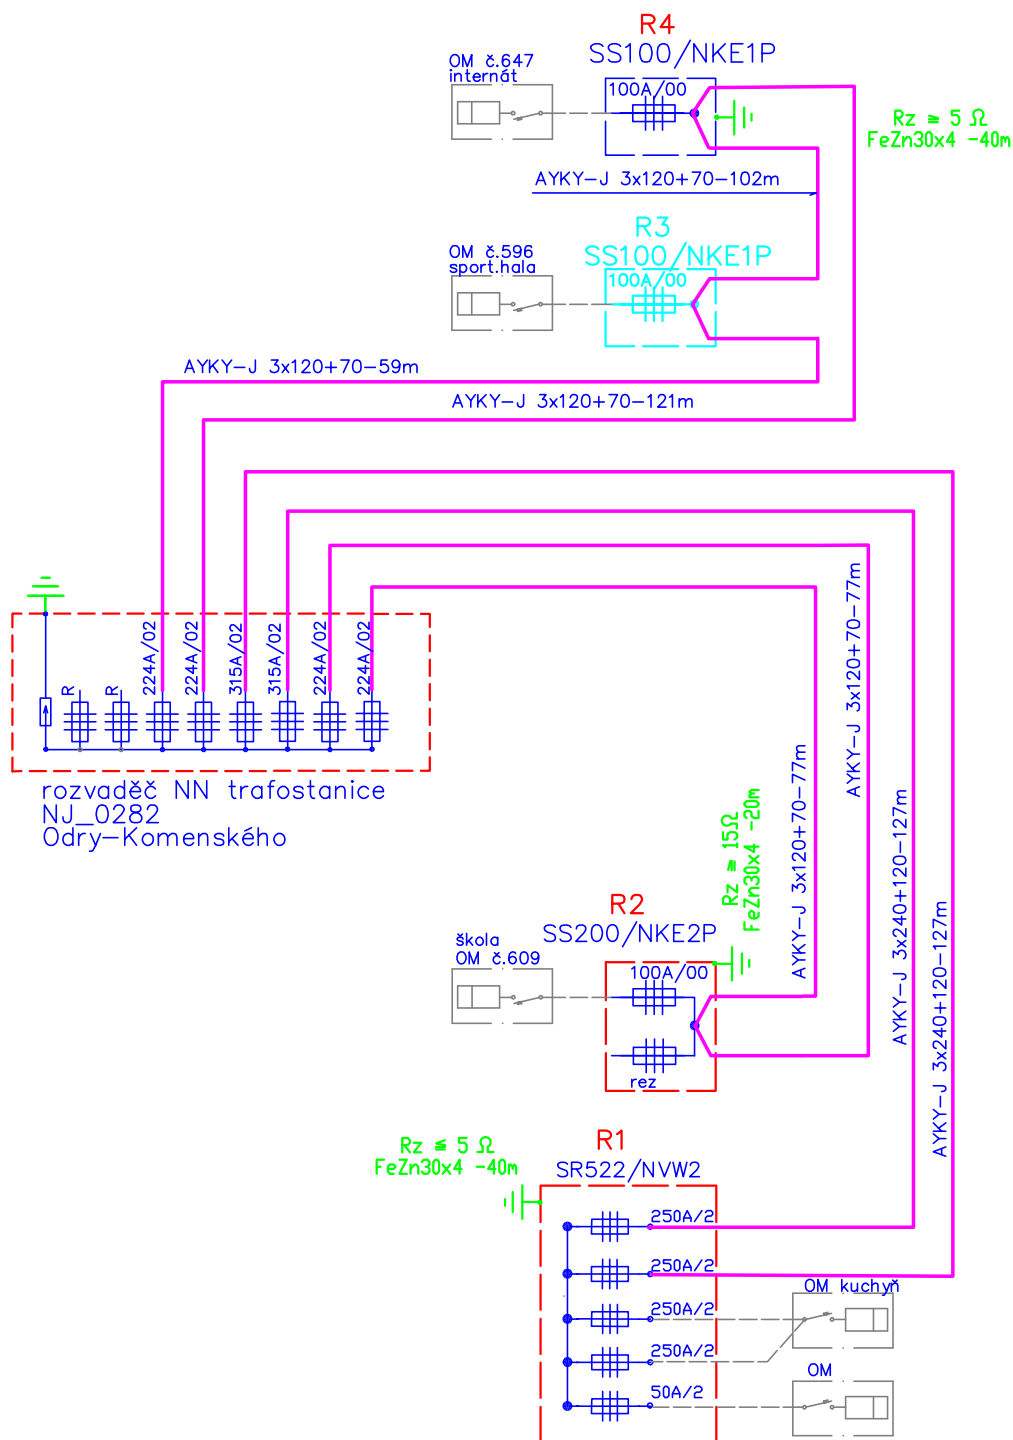 R4
SS100/NKE1P
OM č.647
internát
100A/00
Rz ≅ 5 Ω
FeZn30x4 -40m
AYKY-J 3x120+70-102m
R3
SS100/NKE1P
OM č.596
sport.hala
100A/00
AYKY-J 3x120+70-59m
AYKY-J 3x120+70-121m
R
R
224A/02
224A/02
315A/02
315A/02
224A/02
224A/02
rozvaděč NN trafostanice
NJ_0282
Odry-Komenského
AYKY-J 3x120+70-77m
AYKY-J 3x120+70-77m
AYKY-J 3x240+120-127m
AYKY-J 3x240+120-127m
Rz ≅ 15Ω
FeZn30x4 -20m
R2
SS200/NKE2P
škola
OM č.609
100A/00
rez
R1
SR522/NVW2
Rz ≦ 5 Ω
FeZn30x4 -40m
250A/2
250A/2
250A/2
250A/2
50A/2
OM kuchyň
OM